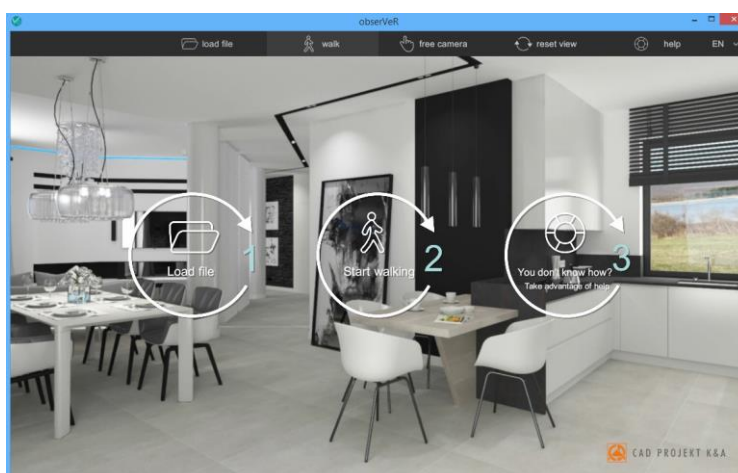 obserVeR
load file
walk
free camera
reset view
help
EN
Load file
1
Start walking
2
You don't know how?
Take advantage of help
3
CAD PROJEKT K&A